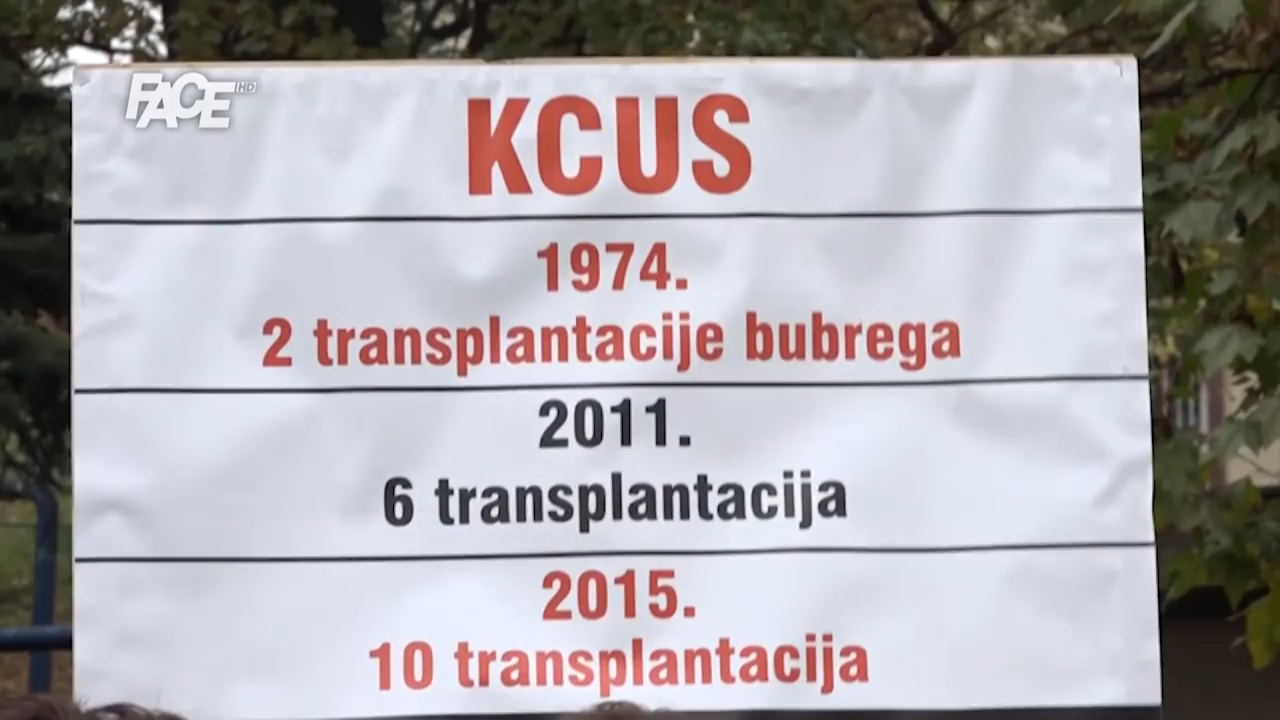 FACE HD
KCUS
1974.
2 transplantacije bubrega
2011.
6 transplantacija
2015.
10 transplantacija